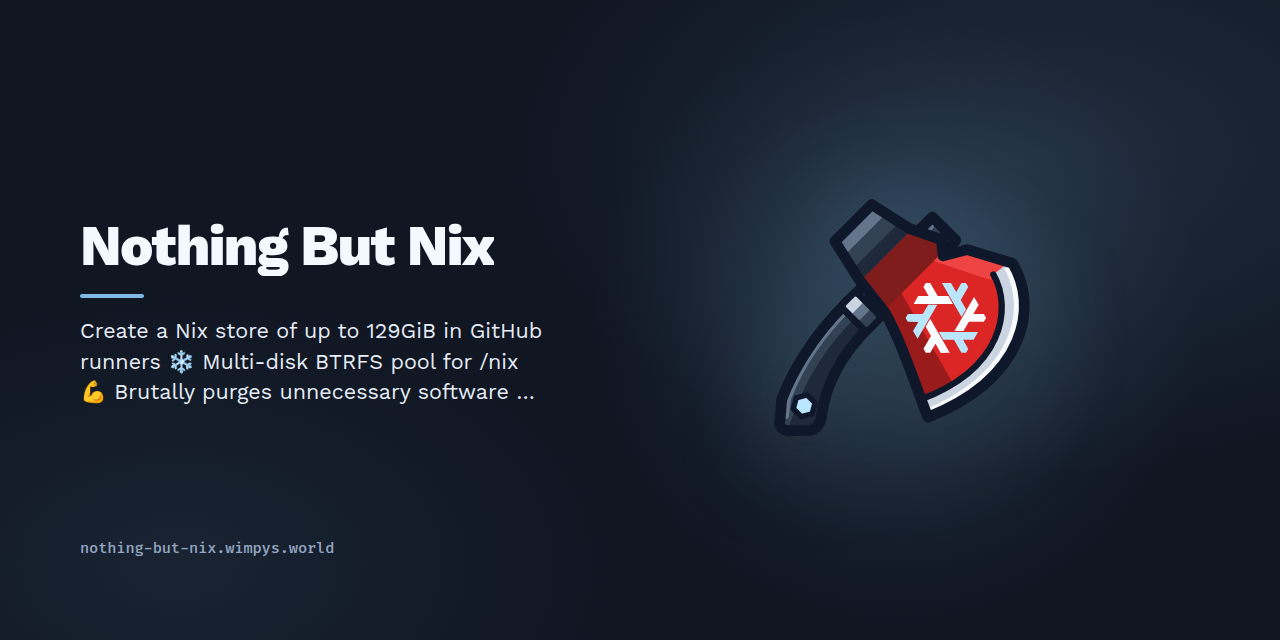 Nothing But Nix
Create a Nix store of up to 129GiB in GitHub
runners ❄️ Multi-disk BTRFS pool for /nix
💪 Brutally purges unnecessary software ...
nothing-but-nix.wimpys.world